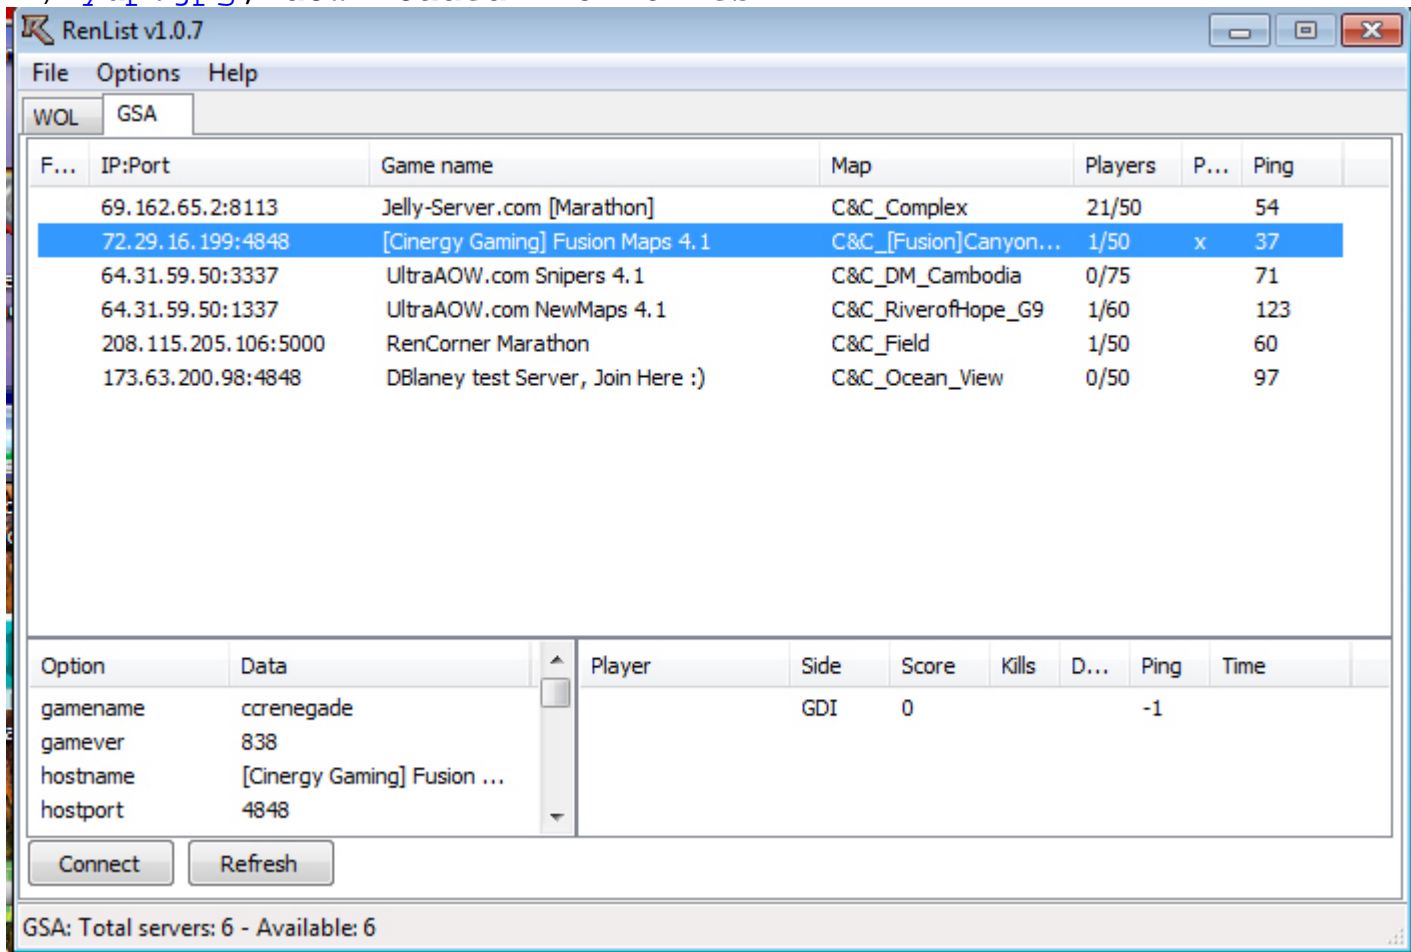 RenList v1.0.7
File Options Help
WOL GSA
F... IP:Port Game name Map Players P... Ping
69.162.65.2:8113 Jelly-Server.com [Marathon] C&C_Complex 21/50 54
72.29.16.199:4848 [Cinergy Gaming] Fusion Maps 4.1 C&C_[Fusion]Canyon... 1/50 x 37
64.31.59.50:3337 UltraAOW.com Snipers 4.1 C&C_DM_Cambodia 0/75 71
64.31.59.50:1337 UltraAOW.com NewMaps 4.1 C&C_RiverofHope_G9 1/60 123
208.115.205.106:5000 RenCorner Marathon C&C_Field 1/50 60
173.63.200.98:4848 DBlaney test Server, Join Here :) C&C_Ocean_View 0/50 97
Option Data Player Side Score Kills D... Ping Time
gamename ccrenegade GDI 0 -1
gamever 838
hostname [Cinergy Gaming] Fusion ...
hostport 4848
Connect Refresh
GSA: Total servers: 6 - Available: 6